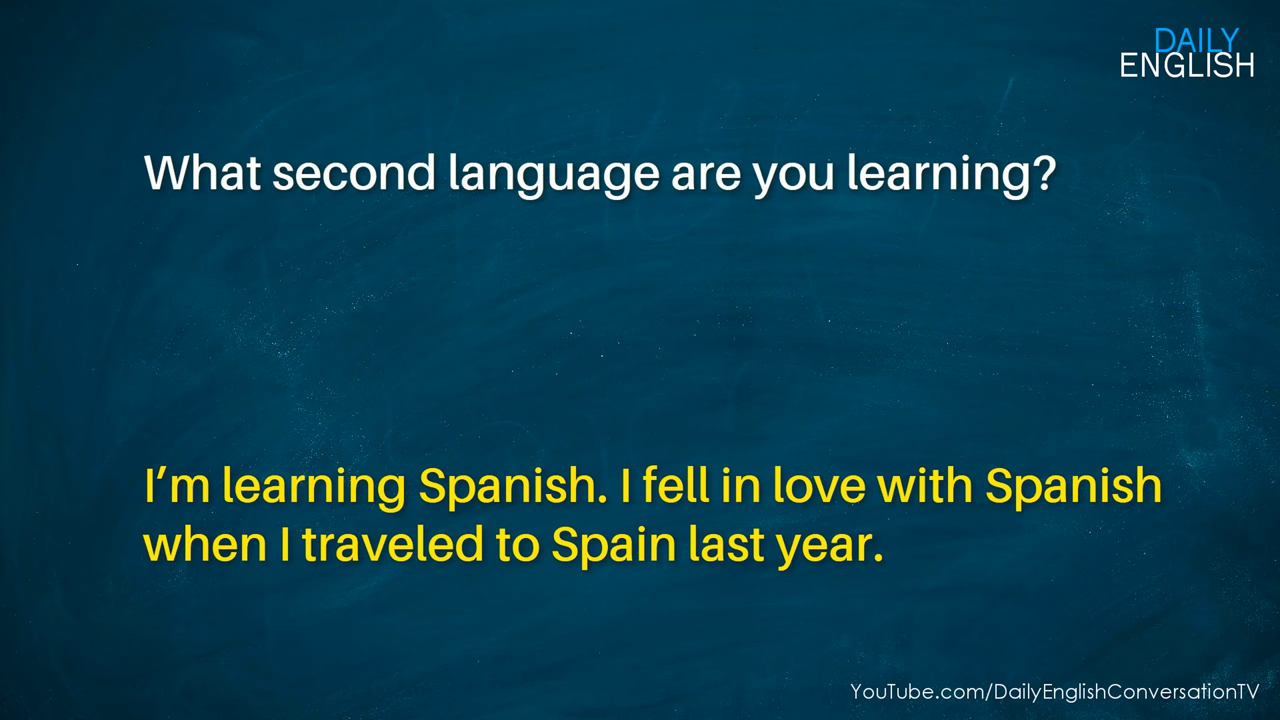 DAILY
ENGLISH
What second language are you learning?
I’m learning Spanish. I fell in love with Spanish
when I traveled to Spain last year.
YouTube.com/DailyEnglishConversationTV